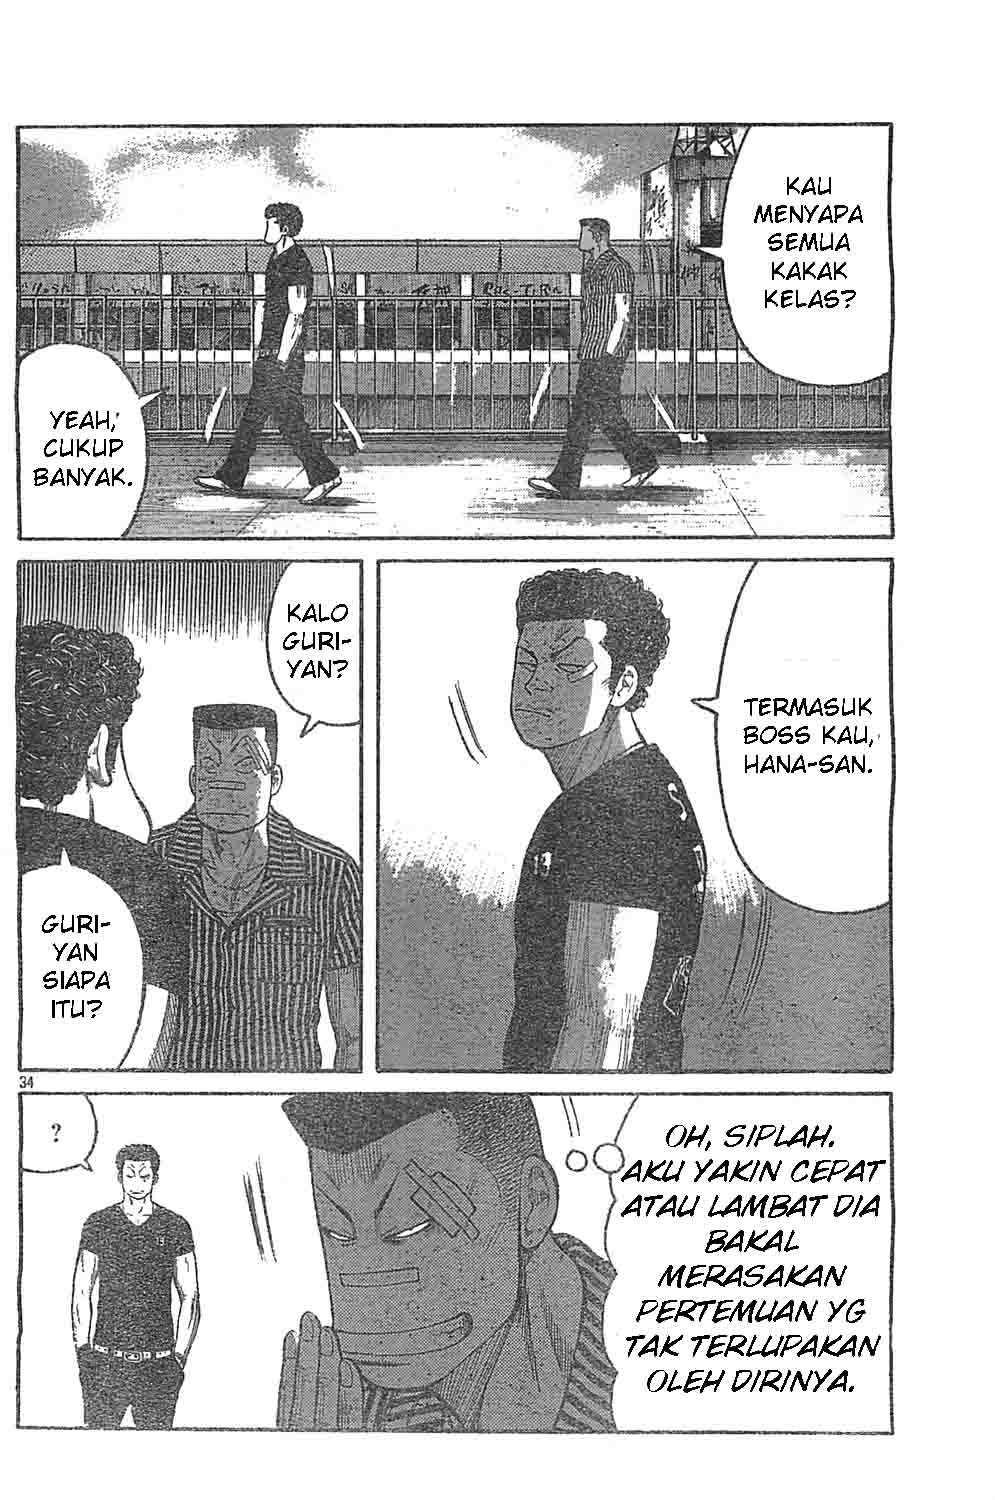 KAU
MENYAPA
SEMUA
KAKAK
KELAS?
YEAH,
CUKUP
BANYAK.
TERMASUK
BOSS KAU,
HANA-SAN.
KALO
GURI-
YAN?
GURI-
YAN
SIAPA
ITU?
34
?
OH, SIPLAH.
AKU YAKIN CEPAT
ATAU LAMBAT DIA
BAKAL
MERASAKAN
PERTEMUAN YG
TAK TERLUPAKAN
OLEH DIRINYA.